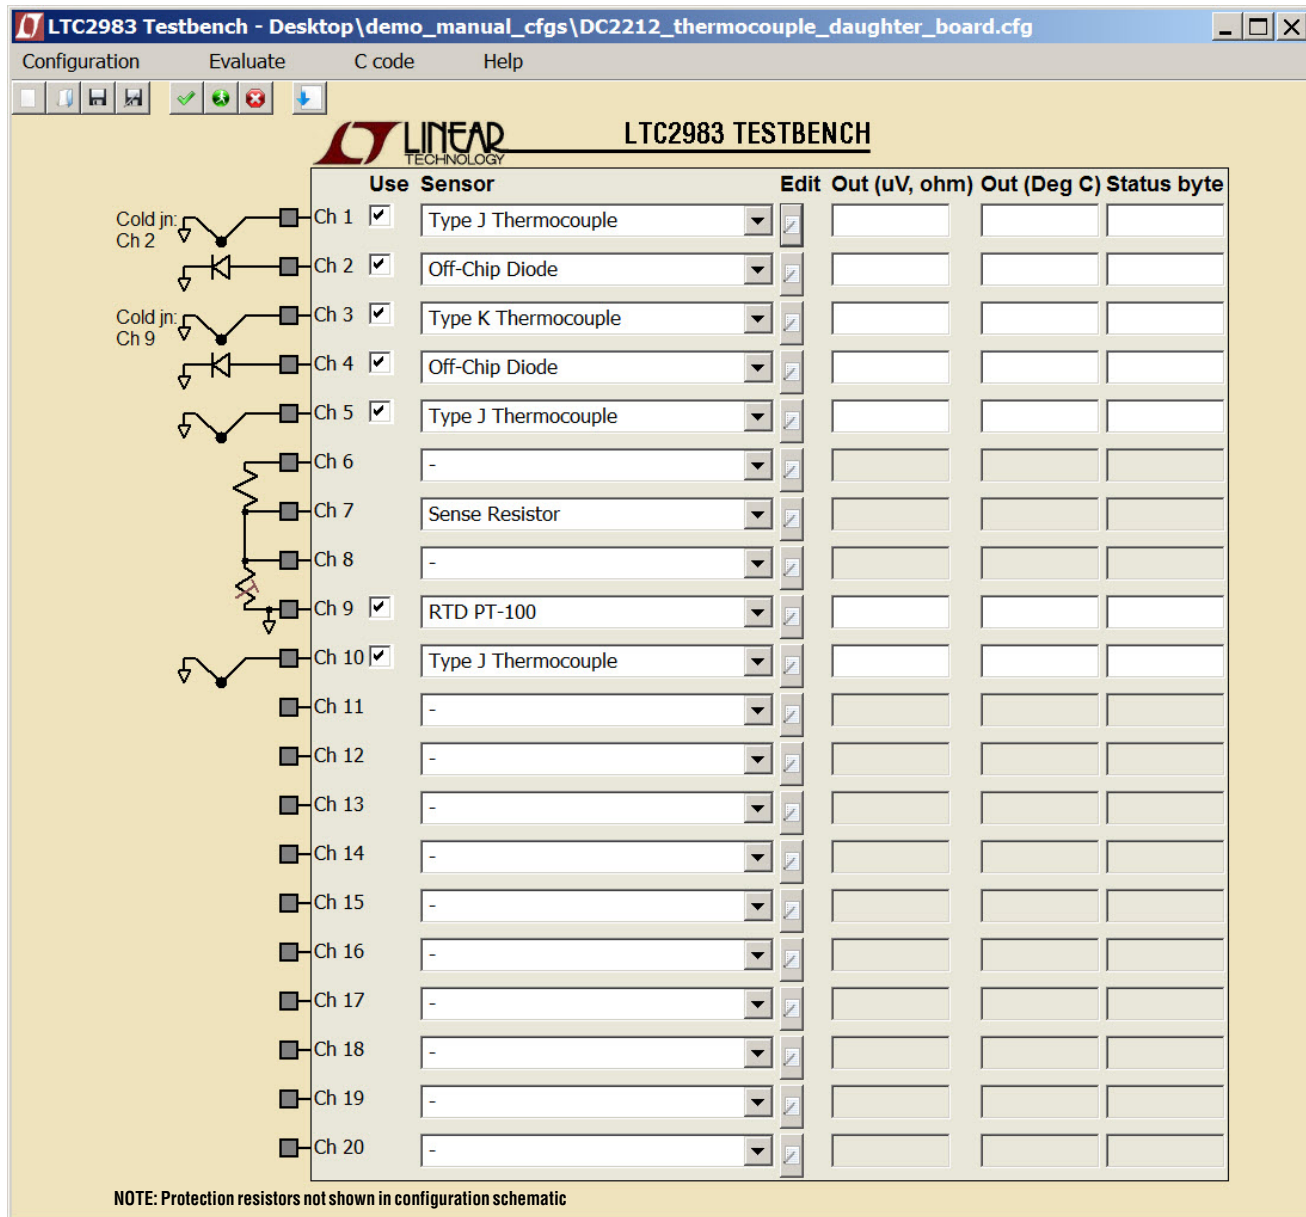 LTC2983 Testbench - Desktop\demo_manual_cfgs\DC2212_thermocouple_daughter_board.cfg
Configuration Evaluate C code Help
LINEAR TECHNOLOGY
LTC2983 TESTBENCH
Use Sensor Edit Out (uV, ohm) Out (Deg C) Status byte
Cold jn: Ch 2
Ch 1 Type J Thermocouple
Ch 2 Off-Chip Diode
Cold jn: Ch 9
Ch 3 Type K Thermocouple
Ch 4 Off-Chip Diode
Ch 5 Type J Thermocouple
Ch 6 -
Ch 7 Sense Resistor
Ch 8 -
Ch 9 RTD PT-100
Ch 10 Type J Thermocouple
Ch 11 -
Ch 12 -
Ch 13 -
Ch 14 -
Ch 15 -
Ch 16 -
Ch 17 -
Ch 18 -
Ch 19 -
Ch 20 -
NOTE: Protection resistors not shown in configuration schematic